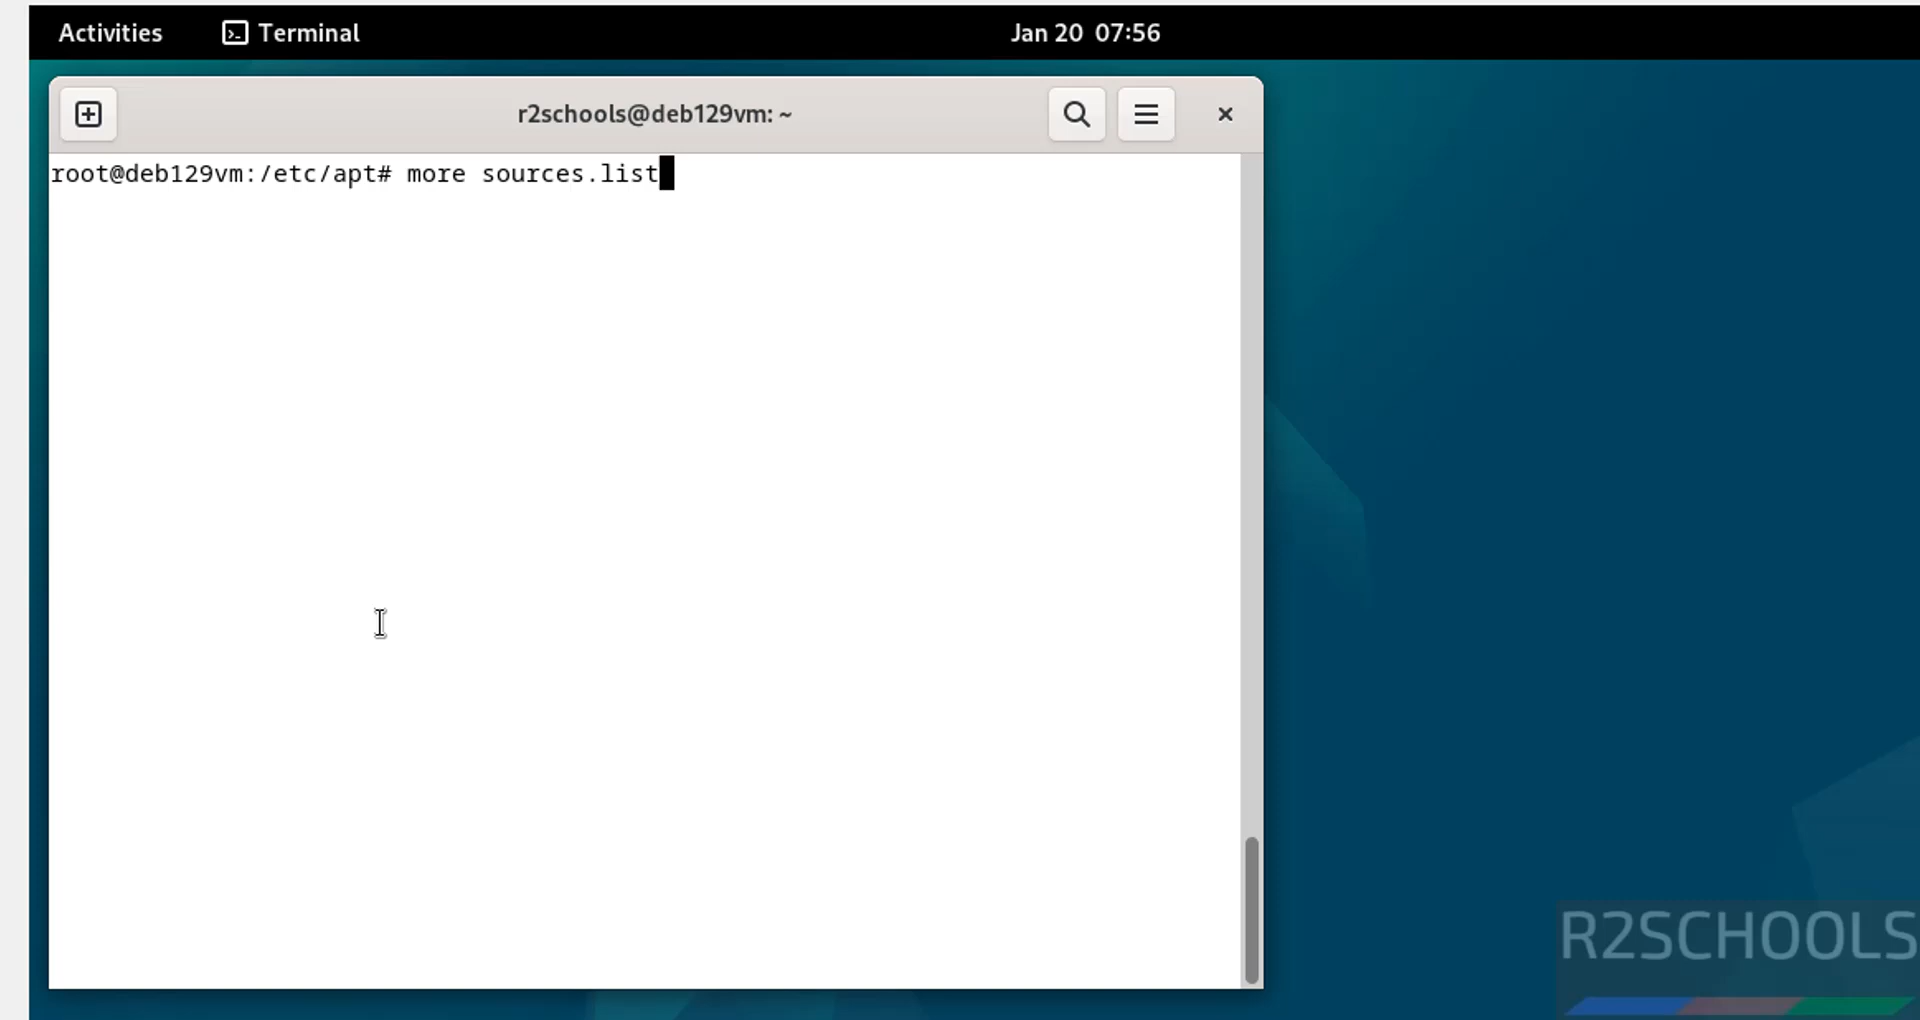 Activities Terminal Jan 20 07:56
r2schools@deb129vm: ~
root@deb129vm:/etc/apt# more sources.list
R2SCHOOLS